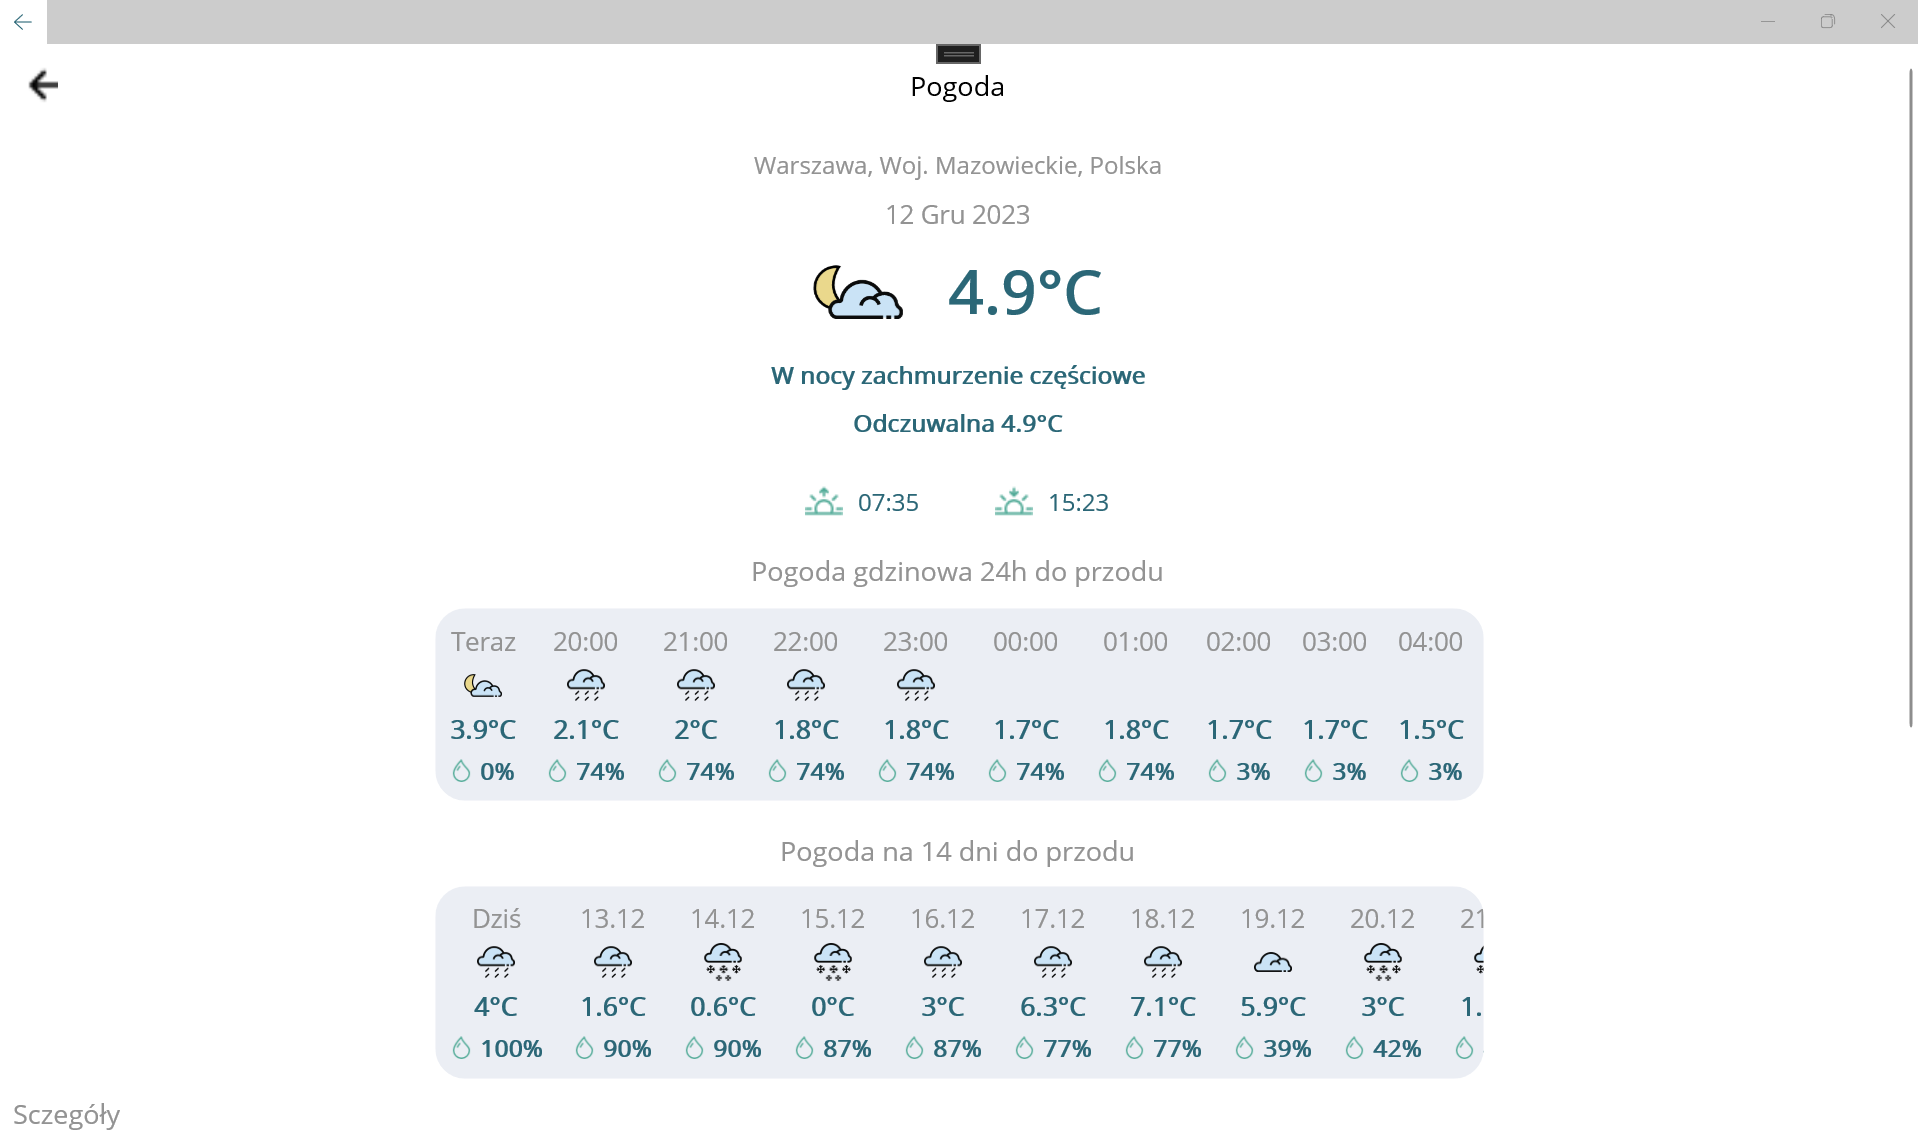 Pogoda
Warszawa, Woj. Mazowieckie, Polska
12 Gru 2023
4.9°C
W nocy zachmurzenie częściowe
Odczuwalna 4.9°C
07:35 15:23
Pogoda gdzinowa 24h do przodu
Teraz 20:00 21:00 22:00 23:00 00:00 01:00 02:00 03:00 04:00
3.9°C 2.1°C 2°C 1.8°C 1.8°C 1.7°C 1.8°C 1.7°C 1.7°C 1.5°C
0% 74% 74% 74% 74% 74% 74% 3% 3% 3%
Pogoda na 14 dni do przodu
Dziś 13.12 14.12 15.12 16.12 17.12 18.12 19.12 20.12 21
4°C 1.6°C 0.6°C 0°C 3°C 6.3°C 7.1°C 5.9°C 3°C 1.
100% 90% 90% 87% 87% 77% 77% 39% 42%
Sczegóły